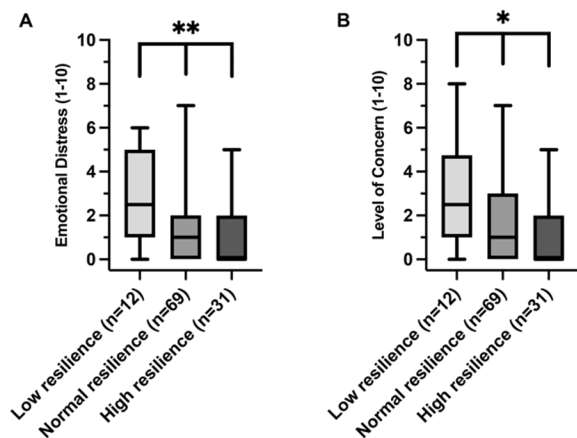 A
**
Emotional Distress (1-10)
10
8
6
4
2
0
Low resilience (n=12)
Normal resilience (n=69)
High resilience (n=31)
B
*
Level of Concern (1-10)
10
8
6
4
2
0
Low resilience (n=12)
Normal resilience (n=69)
High resilience (n=31)